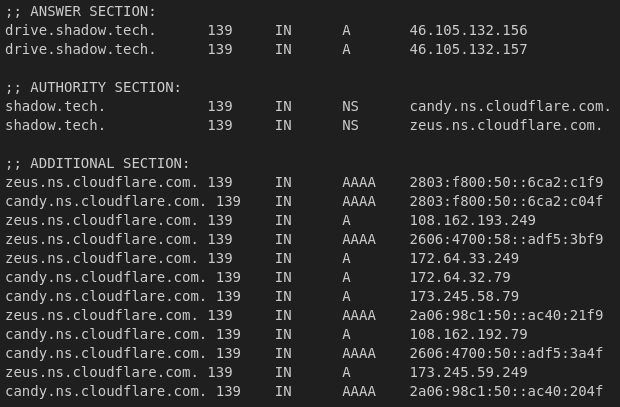 ;; ANSWER SECTION:
drive.shadow.tech. 139 IN A 46.105.132.156
drive.shadow.tech. 139 IN A 46.105.132.157
;; AUTHORITY SECTION:
shadow.tech. 139 IN NS candy.ns.cloudflare.com.
shadow.tech. 139 IN NS zeus.ns.cloudflare.com.
;; ADDITIONAL SECTION:
zeus.ns.cloudflare.com. 139 IN AAAA 2803:f800:50::6ca2:c1f9
candy.ns.cloudflare.com. 139 IN AAAA 2803:f800:50::6ca2:c04f
zeus.ns.cloudflare.com. 139 IN A 108.162.193.249
zeus.ns.cloudflare.com. 139 IN AAAA 2606:4700:58::adf5:3bf9
zeus.ns.cloudflare.com. 139 IN A 172.64.33.249
candy.ns.cloudflare.com. 139 IN A 172.64.32.79
candy.ns.cloudflare.com. 139 IN A 173.245.58.79
zeus.ns.cloudflare.com. 139 IN AAAA 2a06:98c1:50::ac40:21f9
candy.ns.cloudflare.com. 139 IN A 108.162.192.79
candy.ns.cloudflare.com. 139 IN AAAA 2606:4700:50::adf5:3a4f
zeus.ns.cloudflare.com. 139 IN A 173.245.59.249
candy.ns.cloudflare.com. 139 IN AAAA 2a06:98c1:50::ac40:204f